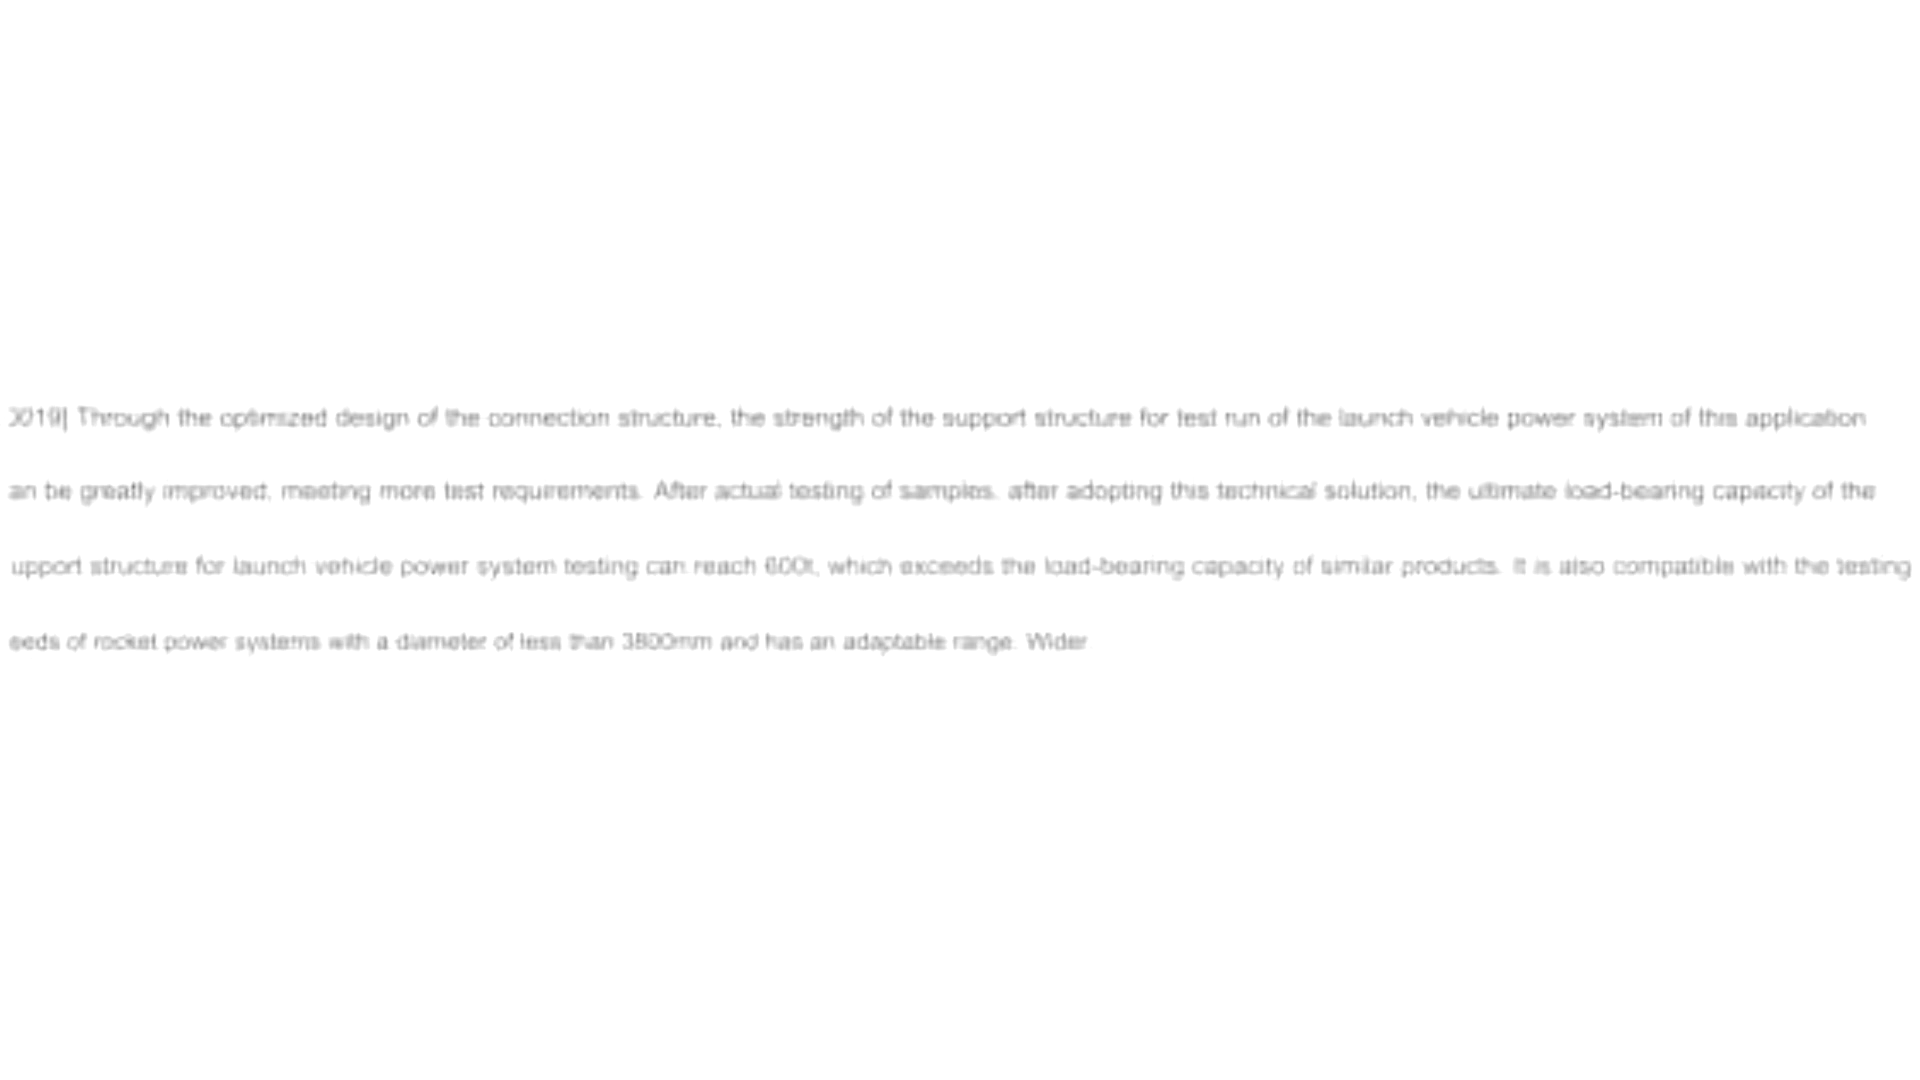 0019] Through the optimized design of the connection structure, the strength of the support structure for test run of the launch vehicle power system of this application
an be greatly improved, meeting more test requirements. After actual testing of samples, after adopting this technical solution, the ultimate load-bearing capacity of the
upport structure for launch vehicle power system testing can reach 600t, which exceeds the load-bearing capacity of similar products. It is also compatible with the testing
eeds of rocket power systems with a diameter of less than 3800mm and has an adaptable range. Wider